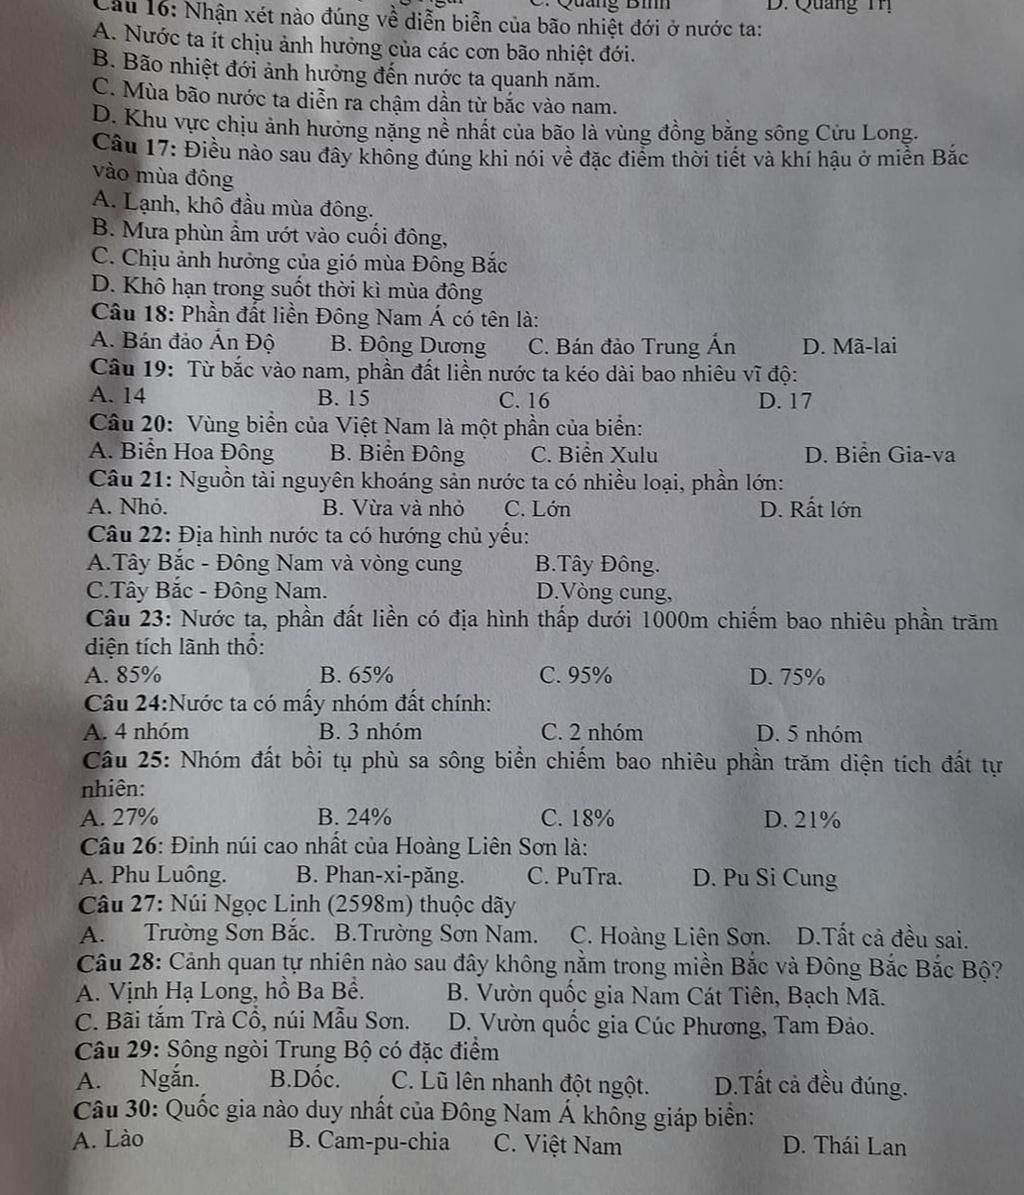 C. Quảng Bình D. Quảng Trị
Câu 16: Nhận xét nào đúng về diễn biễn của bão nhiệt đới ở nước ta:
A. Nước ta ít chịu ảnh hưởng của các cơn bão nhiệt đới.
B. Bão nhiệt đới ảnh hưởng đến nước ta quanh năm.
C. Mùa bão nước ta diễn ra chậm dần từ bắc vào nam.
D. Khu vực chịu ảnh hưởng nặng nề nhất của bão là vùng đồng bằng sông Cửu Long.
Câu 17: Điều nào sau đây không đúng khi nói về đặc điểm thời tiết và khí hậu ở miền Bắc
vào mùa đông
A. Lạnh, khô đầu mùa đông.
B. Mưa phùn ẩm ướt vào cuối đông,
C. Chịu ảnh hưởng của gió mùa Đông Bắc
D. Khô hạn trong suốt thời kì mùa đông
Câu 18: Phần đất liền Đông Nam Á có tên là:
A. Bán đảo Ấn Độ B. Đông Dương C. Bán đảo Trung Ấn D. Mã-lai
Câu 19: Từ bắc vào nam, phần đất liền nước ta kéo dài bao nhiêu vĩ độ:
A. 14 B. 15 C. 16 D. 17
Câu 20: Vùng biển của Việt Nam là một phần của biển:
A. Biển Hoa Đông B. Biển Đông C. Biển Xulu D. Biển Gia-va
Câu 21: Nguồn tài nguyên khoáng sản nước ta có nhiều loại, phần lớn:
A. Nhỏ. B. Vừa và nhỏ C. Lớn D. Rất lớn
Câu 22: Địa hình nước ta có hướng chủ yếu:
A.Tây Bắc - Đông Nam và vòng cung B.Tây Đông.
C.Tây Bắc - Đông Nam. D.Vòng cung,
Câu 23: Nước ta, phần đất liền có địa hình thấp dưới 1000m chiếm bao nhiêu phần trăm
diện tích lãnh thổ:
A. 85% B. 65% C. 95% D. 75%
Câu 24:Nước ta có mấy nhóm đất chính:
A. 4 nhóm B. 3 nhóm C. 2 nhóm D. 5 nhóm
Câu 25: Nhóm đất bồi tụ phù sa sông biển chiếm bao nhiêu phần trăm diện tích đất tự
nhiên:
A. 27% B. 24% C. 18% D. 21%
Câu 26: Đỉnh núi cao nhất của Hoàng Liên Sơn là:
A. Phu Luông. B. Phan-xi-păng. C. PuTra. D. Pu Si Cung
Câu 27: Núi Ngọc Linh (2598m) thuộc dãy
A. Trường Sơn Bắc. B.Trường Sơn Nam. C. Hoàng Liên Sơn. D.Tất cả đều sai.
Câu 28: Cảnh quan tự nhiên nào sau đây không nằm trong miền Bắc và Đông Bắc Bắc Bộ?
A. Vịnh Hạ Long, hồ Ba Bể. B. Vườn quốc gia Nam Cát Tiên, Bạch Mã.
C. Bãi tắm Trà Cổ, núi Mẫu Sơn. D. Vườn quốc gia Cúc Phương, Tam Đảo.
Câu 29: Sông ngòi Trung Bộ có đặc điểm
A. Ngắn. B.Dốc. C. Lũ lên nhanh đột ngột. D.Tất cả đều đúng.
Câu 30: Quốc gia nào duy nhất của Đông Nam Á không giáp biển:
A. Lào B. Cam-pu-chia C. Việt Nam D. Thái Lan